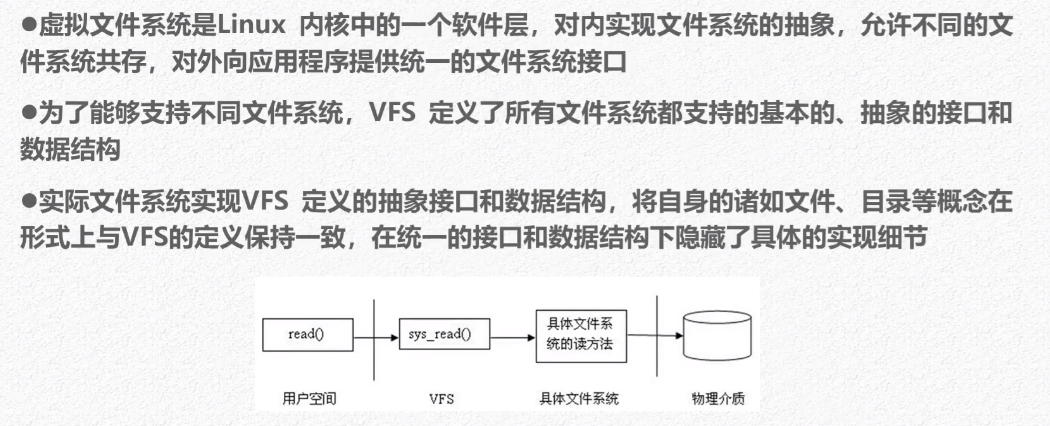 ●虚拟文件系统是Linux 内核中的一个软件层，对内实现文件系统的抽象，允许不同的文
件系统共存，对外向应用程序提供统一的文件系统接口
●为了能够支持不同文件系统，VFS 定义了所有文件系统都支持的基本的、抽象的接口和
数据结构
●实际文件系统实现VFS 定义的抽象接口和数据结构，将自身的诸如文件、目录等概念在
形式上与VFS的定义保持一致，在统一的接口和数据结构下隐藏了具体的实现细节
read()
sys_read()
具体文件系
统的读方法
用户空间
VFS
具体文件系统
物理介质